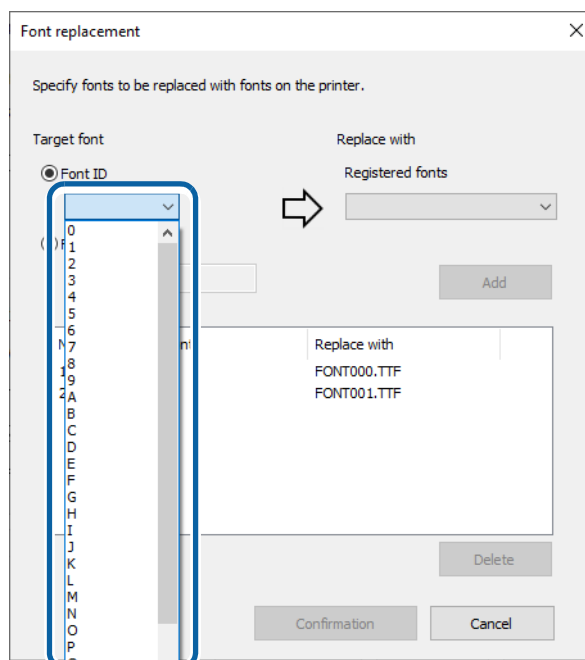 Font replacement
Specify fonts to be replaced with fonts on the printer.
Target font
Replace with
Font ID
Registered fonts
0
1
2
3
4
5
6
7
8
9
A
B
C
D
E
F
G
H
I
J
K
L
M
N
O
P
Add
Replace with
FONT000.TTF
FONT001.TTF
Delete
Confirmation
Cancel